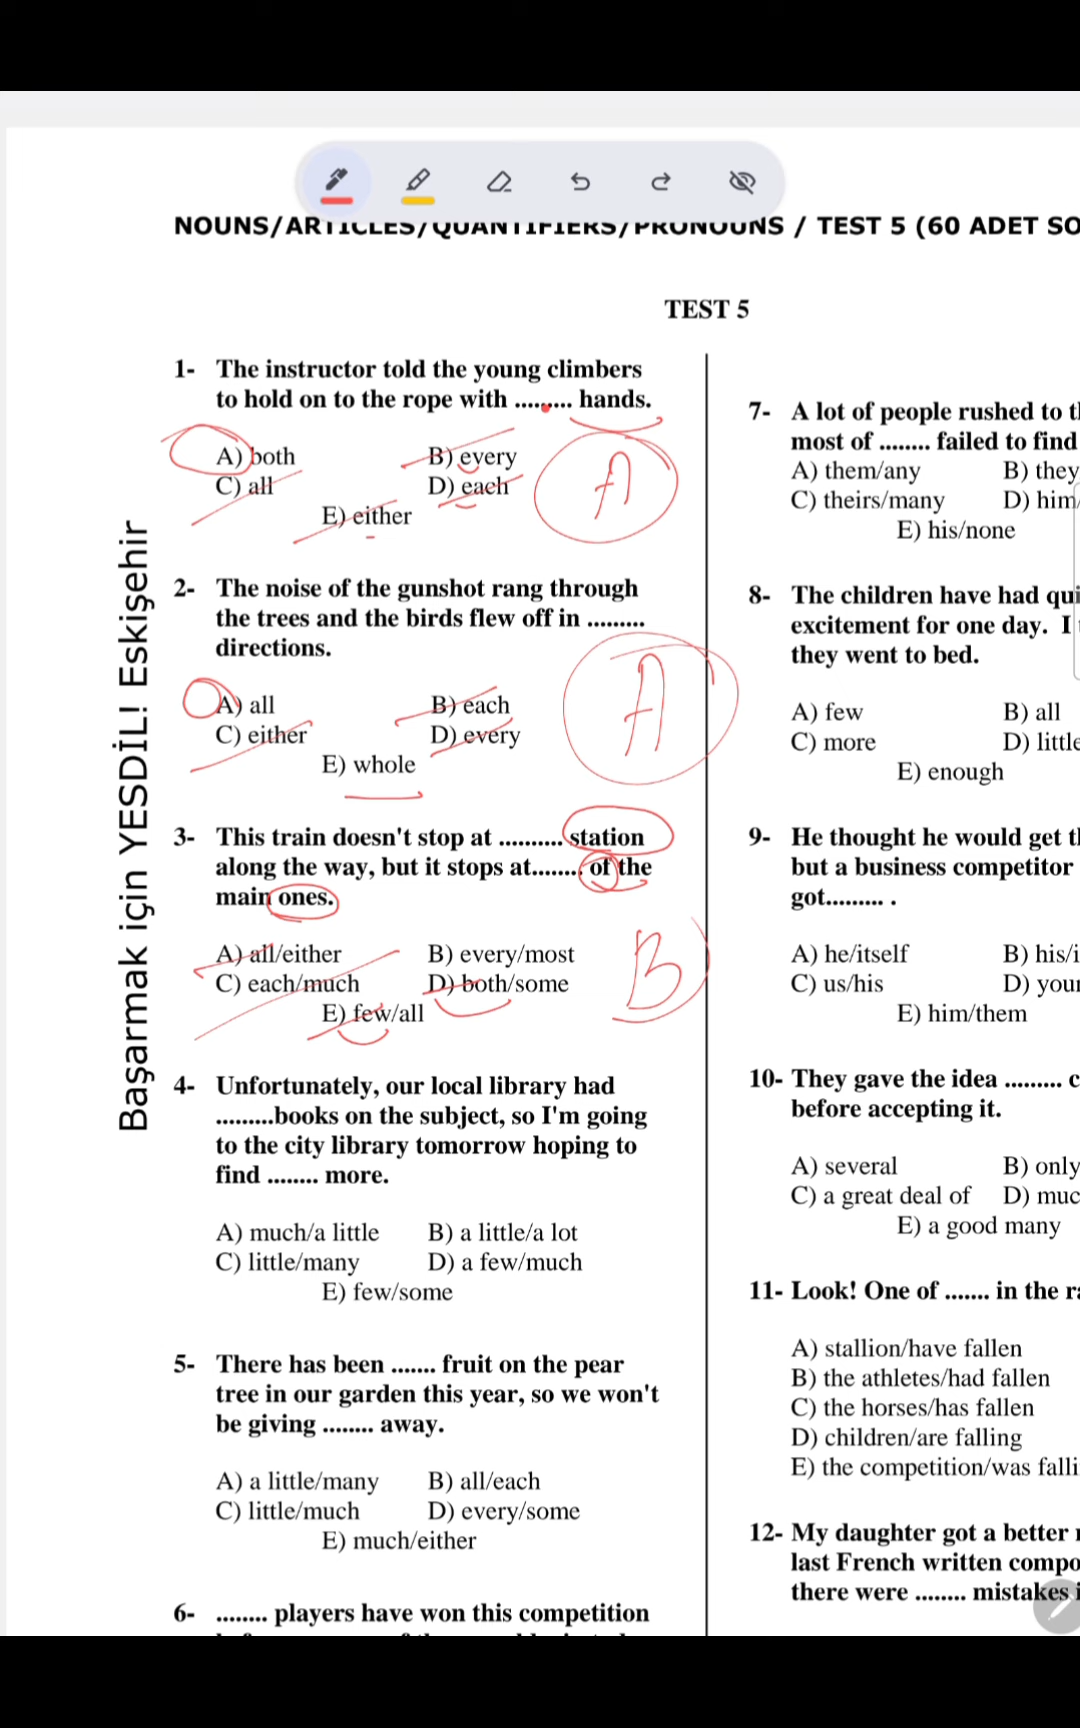 NOUNS/ARTICLES/QUANTIFIERS/PRONOUNS / TEST 5 (60 ADET SO
TEST 5
Başarmak için YESDİL! Eskişehir
1- The instructor told the young climbers
to hold on to the rope with ......... hands.
A) both B) every
C) all D) each
E) either
A
2- The noise of the gunshot rang through
the trees and the birds flew off in .........
directions.
A) all B) each
C) either D) every
E) whole
A
3- This train doesn't stop at .......... station
along the way, but it stops at........ of the
main ones.
A) all/either B) every/most
C) each/much D) both/some
E) few/all
B
4- Unfortunately, our local library had
.........books on the subject, so I'm going
to the city library tomorrow hoping to
find ........ more.
A) much/a little B) a little/a lot
C) little/many D) a few/much
E) few/some
5- There has been ....... fruit on the pear
tree in our garden this year, so we won't
be giving ........ away.
A) a little/many B) all/each
C) little/much D) every/some
E) much/either
6- ........ players have won this competition
7- A lot of people rushed to t
most of ........ failed to find
A) them/any B) they
C) theirs/many D) him
E) his/none
8- The children have had qui
excitement for one day. I
they went to bed.
A) few B) all
C) more D) little
E) enough
9- He thought he would get t
but a business competitor
got.......... .
A) he/itself B) his/i
C) us/his D) your
E) him/them
10- They gave the idea ......... c
before accepting it.
A) several B) only
C) a great deal of D) muc
E) a good many
11- Look! One of ....... in the ra
A) stallion/have fallen
B) the athletes/had fallen
C) the horses/has fallen
D) children/are falling
E) the competition/was falli
12- My daughter got a better
last French written compo
there were ........ mistakes i